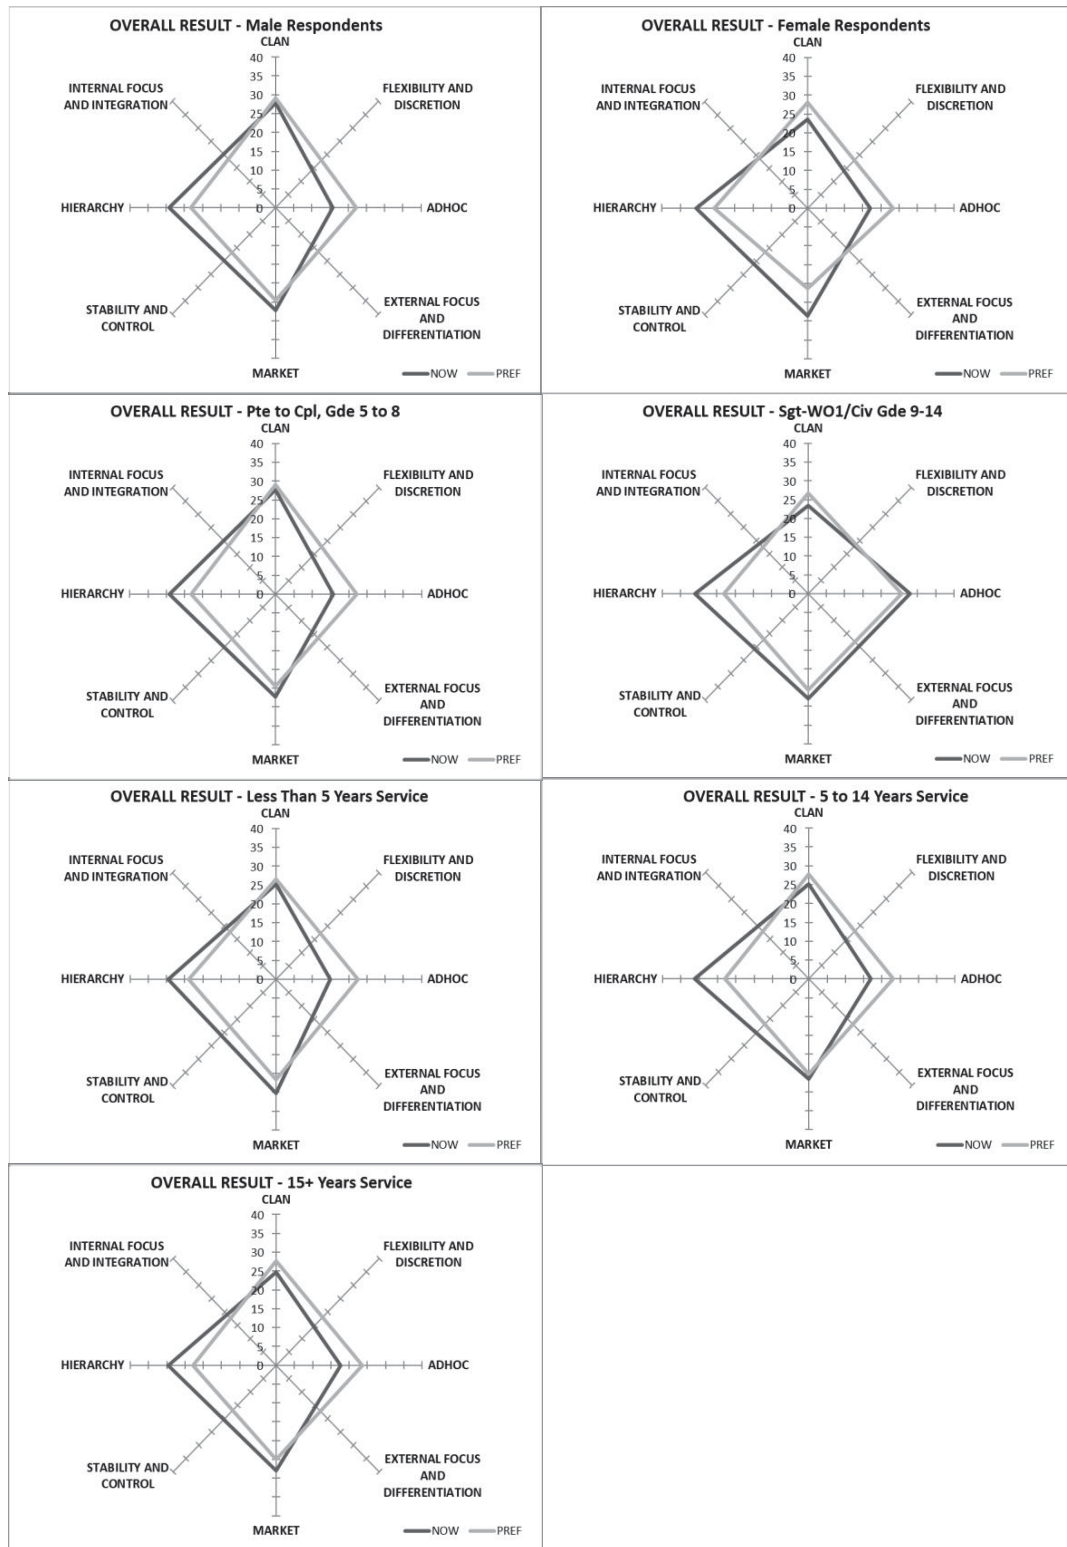 OVERALL RESULT - Male Respondents
CLAN
40
35
30
25
20
15
10
5
0
INTERNAL FOCUS
AND INTEGRATION
FLEXIBILITY AND
DISCRETION
HIERARCHY
ADHOC
STABILITY AND
CONTROL
EXTERNAL FOCUS
AND
DIFFERENTIATION
MARKET
NOW PREF
OVERALL RESULT - Female Respondents
CLAN
40
35
30
25
20
15
10
5
0
INTERNAL FOCUS
AND INTEGRATION
FLEXIBILITY AND
DISCRETION
HIERARCHY
ADHOC
STABILITY AND
CONTROL
EXTERNAL FOCUS
AND
DIFFERENTIATION
MARKET
NOW PREF
OVERALL RESULT - Pte to Cpl, Gde 5 to 8
CLAN
40
35
30
25
20
15
10
5
0
INTERNAL FOCUS
AND INTEGRATION
FLEXIBILITY AND
DISCRETION
HIERARCHY
ADHOC
STABILITY AND
CONTROL
EXTERNAL FOCUS
AND
DIFFERENTIATION
MARKET
NOW PREF
OVERALL RESULT - Sgt-WO1/Civ Gde 9-14
CLAN
40
35
30
25
20
15
10
5
0
INTERNAL FOCUS
AND INTEGRATION
FLEXIBILITY AND
DISCRETION
HIERARCHY
ADHOC
STABILITY AND
CONTROL
EXTERNAL FOCUS
AND
DIFFERENTIATION
MARKET
NOW PREF
OVERALL RESULT - Less Than 5 Years Service
CLAN
40
35
30
25
20
15
10
5
0
INTERNAL FOCUS
AND INTEGRATION
FLEXIBILITY AND
DISCRETION
HIERARCHY
ADHOC
STABILITY AND
CONTROL
EXTERNAL FOCUS
AND
DIFFERENTIATION
MARKET
NOW PREF
OVERALL RESULT - 5 to 14 Years Service
CLAN
40
35
30
25
20
15
10
5
0
INTERNAL FOCUS
AND INTEGRATION
FLEXIBILITY AND
DISCRETION
HIERARCHY
ADHOC
STABILITY AND
CONTROL
EXTERNAL FOCUS
AND
DIFFERENTIATION
MARKET
NOW PREF
OVERALL RESULT - 15+ Years Service
CLAN
40
35
30
25
20
15
10
5
0
INTERNAL FOCUS
AND INTEGRATION
FLEXIBILITY AND
DISCRETION
HIERARCHY
ADHOC
STABILITY AND
CONTROL
EXTERNAL FOCUS
AND
DIFFERENTIATION
MARKET
NOW PREF